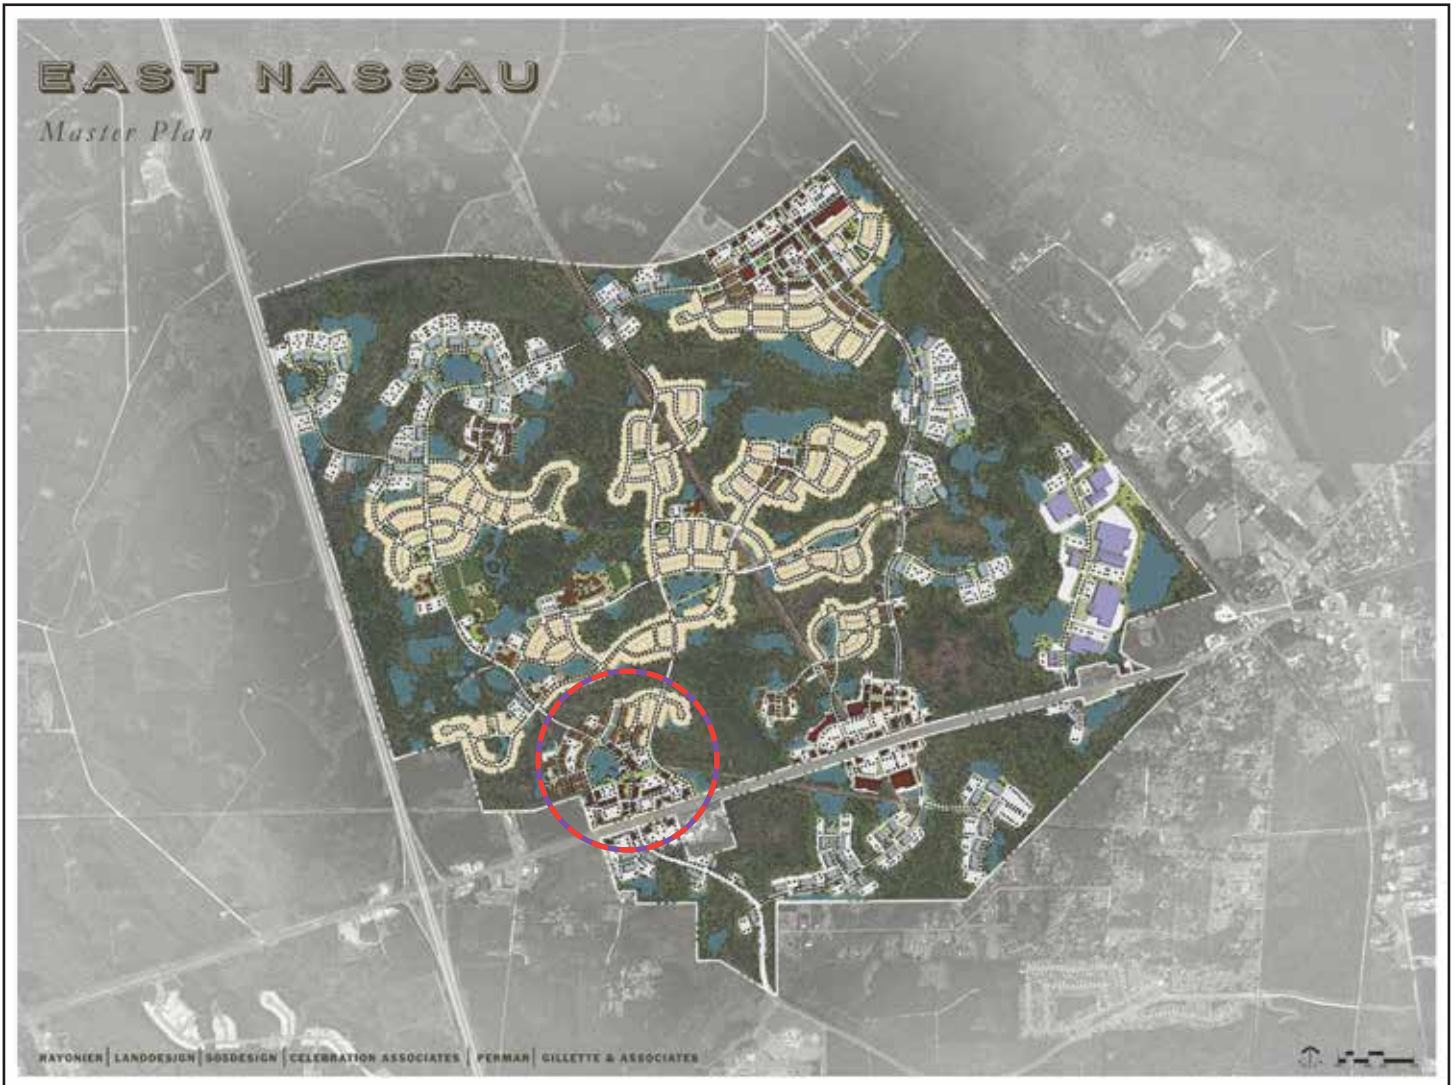 EAST NASSAU
Master Plan
RAYONIER | LANDDESIGN | SOSDESIGN | CELEBRATION ASSOCIATES | PERMAR | GILLETTE & ASSOCIATES